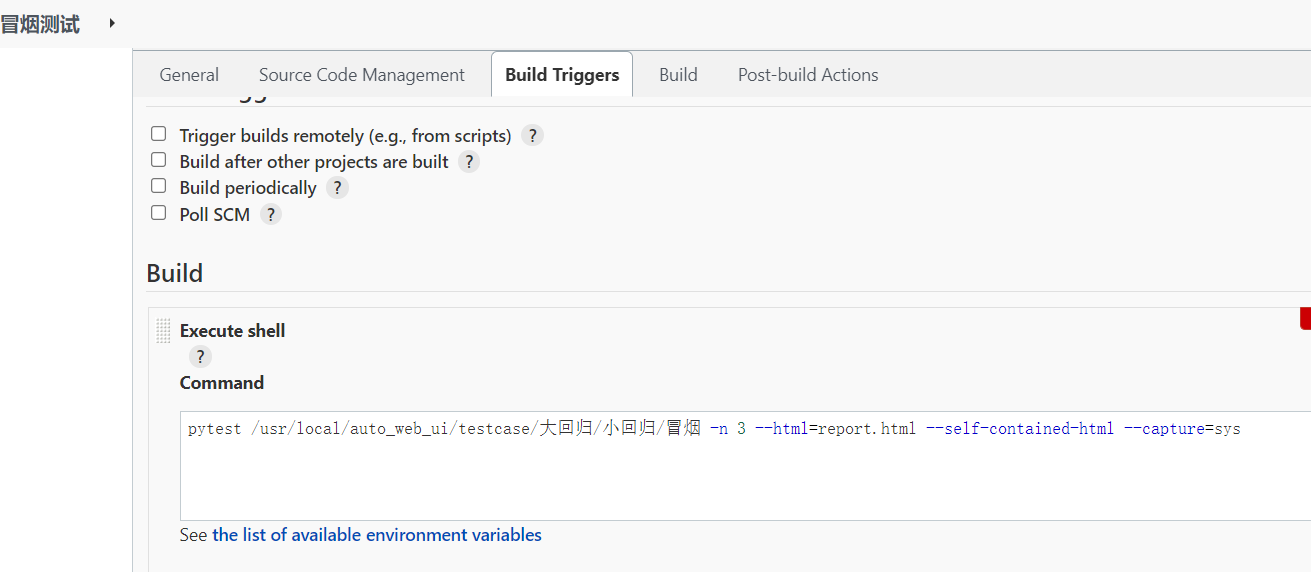 冒烟测试
General Source Code Management Build Triggers Build Post-build Actions
Trigger builds remotely (e.g., from scripts) ?
Build after other projects are built ?
Build periodically ?
Poll SCM ?
Build
Execute shell
?
Command
pytest /usr/local/auto_web_ui/testcase/大回归/小回归/冒烟 -n 3 --html=report.html --self-contained-html --capture=sys
See the list of available environment variables